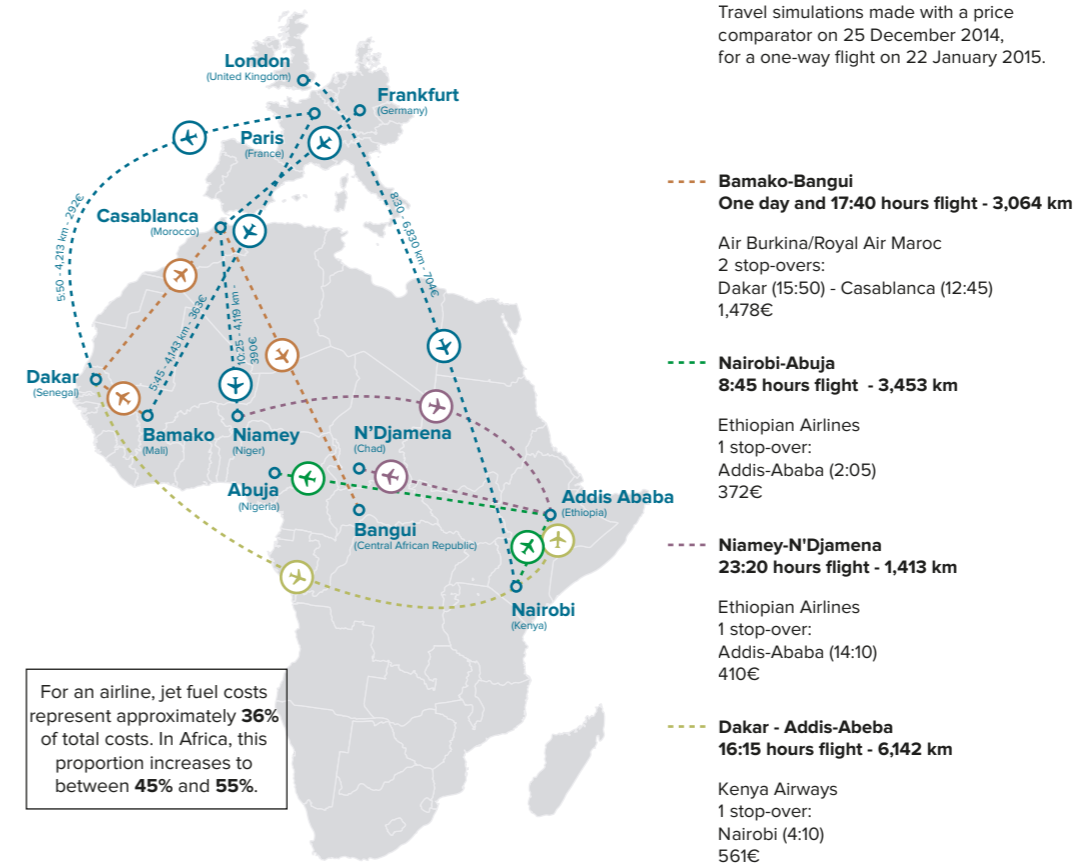 Travel simulations made with a price
comparator on 25 December 2014,
for a one-way flight on 22 January 2015.
London
(United Kingdom)
Frankfurt
(Germany)
Paris
(France)
Casablanca
(Morocco)
5:50 - 4,213 km - 292€
8:30 - 6,830 km - 704€
5:45 - 4,143 km - 363€
10:25 - 4,119 km -
390€
Dakar
(Senegal)
Bamako
(Mali)
Niamey
(Niger)
N'Djamena
(Chad)
Abuja
(Nigeria)
Bangui
(Central African Republic)
Addis Ababa
(Ethiopia)
Nairobi
(Kenya)
For an airline, jet fuel costs
represent approximately 36%
of total costs. In Africa, this
proportion increases to
between 45% and 55%.
Bamako-Bangui
One day and 17:40 hours flight - 3,064 km
Air Burkina/Royal Air Maroc
2 stop-overs:
Dakar (15:50) - Casablanca (12:45)
1,478€
Nairobi-Abuja
8:45 hours flight - 3,453 km
Ethiopian Airlines
1 stop-over:
Addis-Ababa (2:05)
372€
Niamey-N'Djamena
23:20 hours flight - 1,413 km
Ethiopian Airlines
1 stop-over:
Addis-Ababa (14:10)
410€
Dakar - Addis-Abeba
16:15 hours flight - 6,142 km
Kenya Airways
1 stop-over:
Nairobi (4:10)
561€